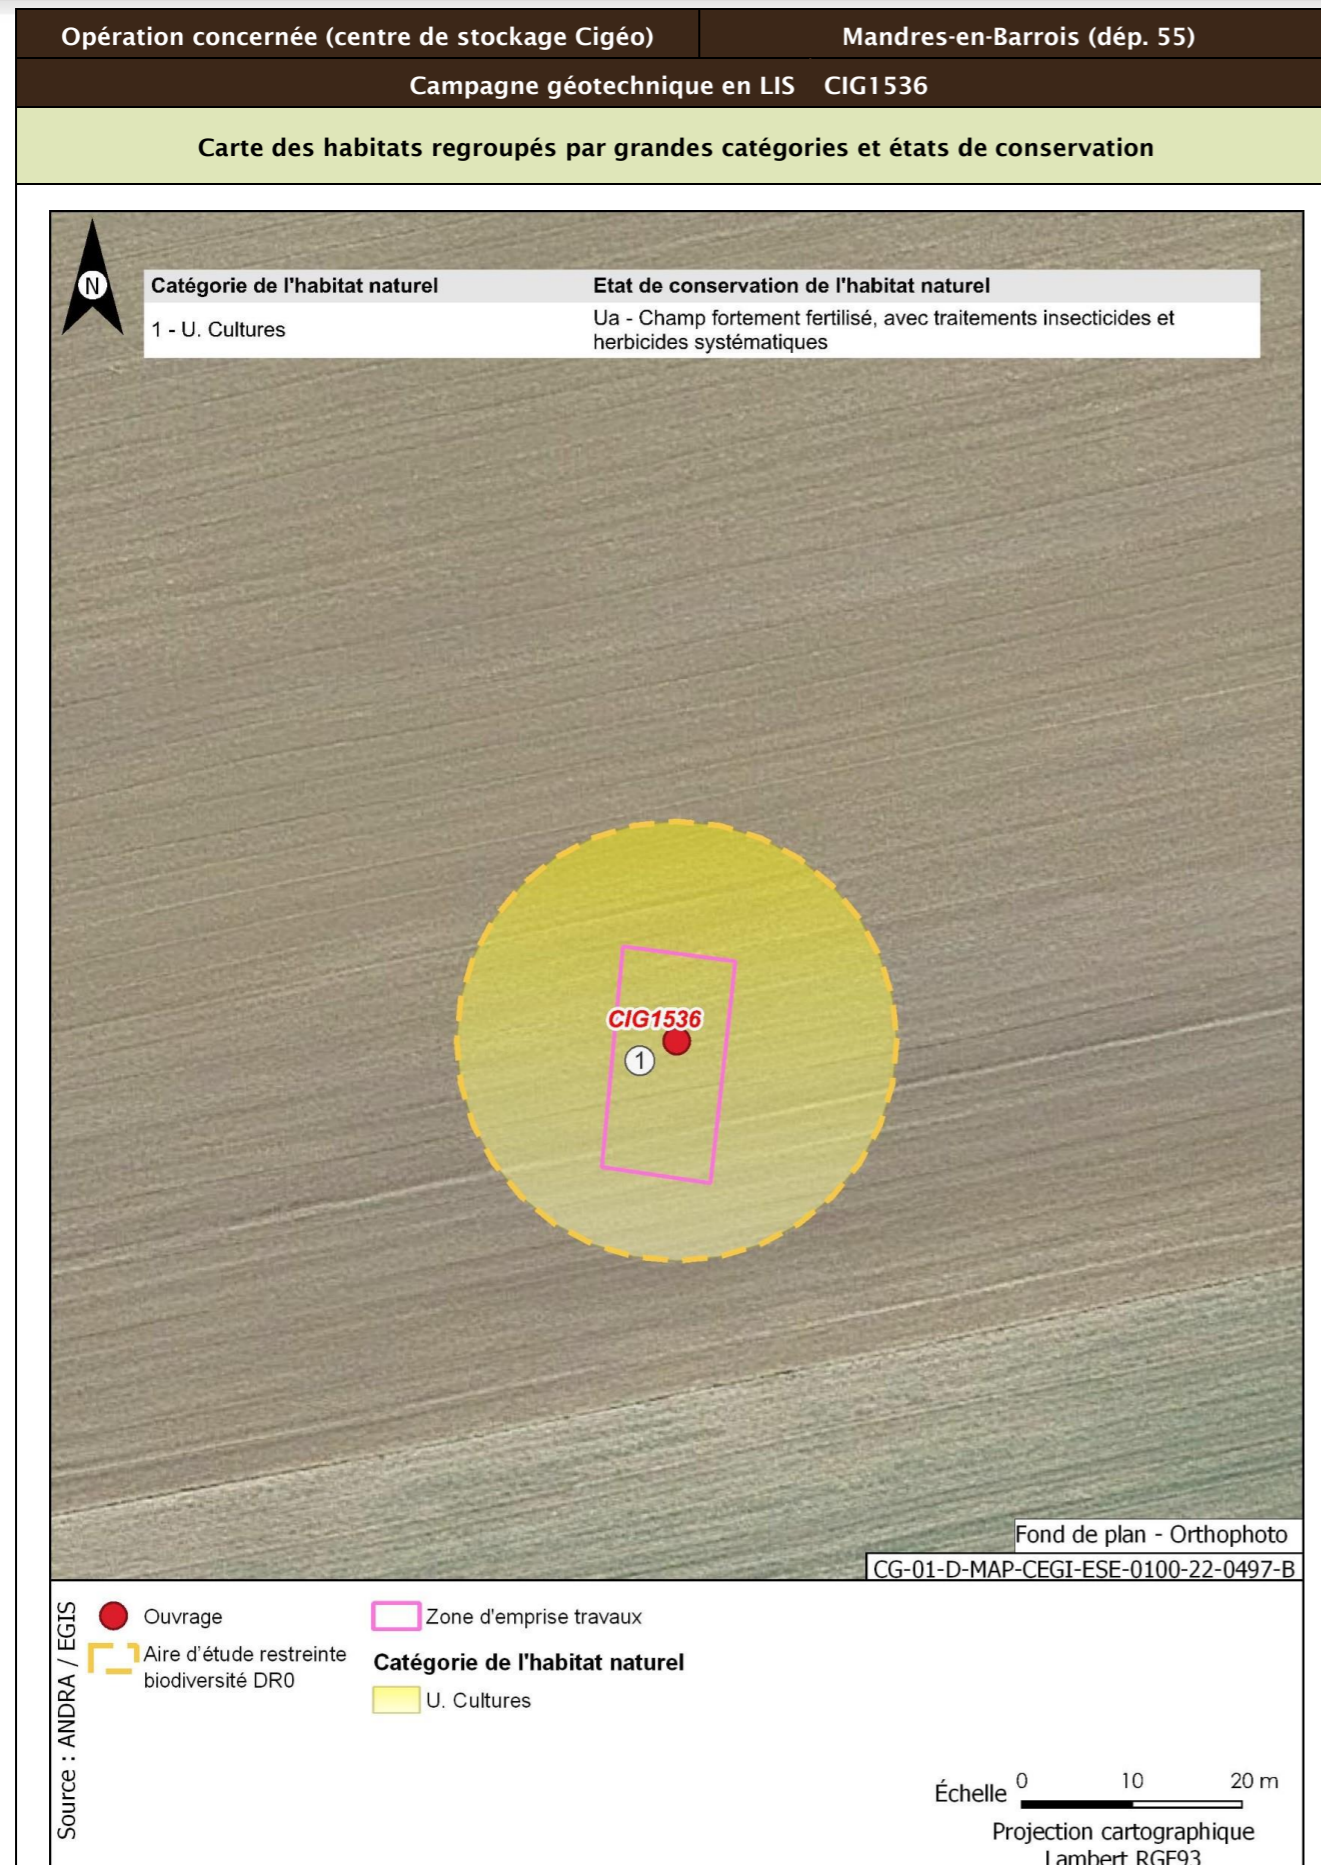 Opération concernée (centre de stockage Cigéo)
Mandres-en-Barrois (dép. 55)
Campagne géotechnique en LIS CIG1536
Carte des habitats regroupés par grandes catégories et états de conservation
N
Catégorie de l'habitat naturel
Etat de conservation de l'habitat naturel
1 - U. Cultures
Ua - Champ fortement fertilisé, avec traitements insecticides et
herbicides systématiques
CIG1536
1
Fond de plan - Orthophoto
CG-01-D-MAP-CEGI-ESE-0100-22-0497-B
Source : ANDRA / EGIS
Ouvrage
Aire d'étude restreinte
biodiversité DR0
Zone d'emprise travaux
Catégorie de l'habitat naturel
U. Cultures
Échelle 0 10 20 m
Projection cartographique
Lambert RGF93